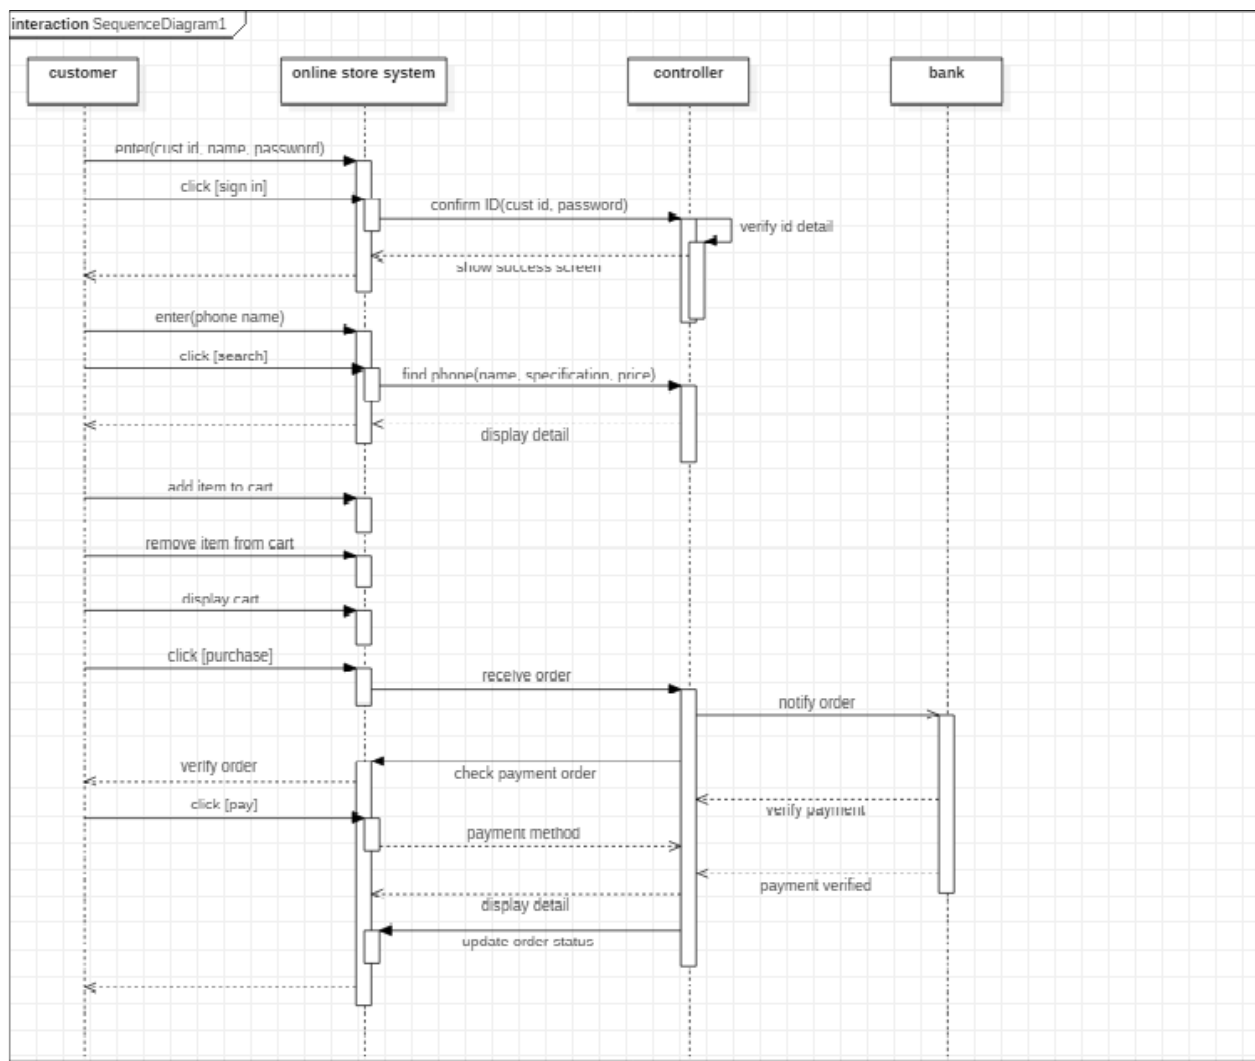 interaction SequenceDiagram1
customer
online store system
controller
bank
enter(cust id, name, password)
click [sign in]
confirm ID(cust id, password)
verify id detail
show success screen
enter(phone name)
click [search]
find phone(name, specification, price)
display detail
add item to cart
remove item from cart
display cart
click [purchase]
receive order
notify order
verify order
check payment order
click [pay]
verify payment
payment method
payment verified
display detail
update order status